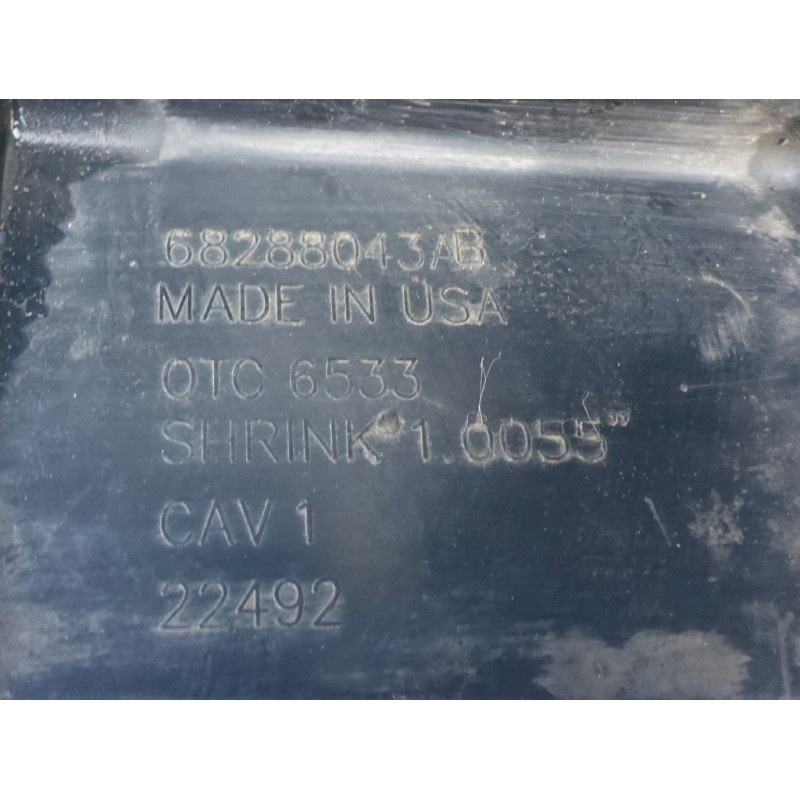 68288043AB
MADE IN USA
OTC 6533
SHRINK 1.0055"
CAV 1
22492